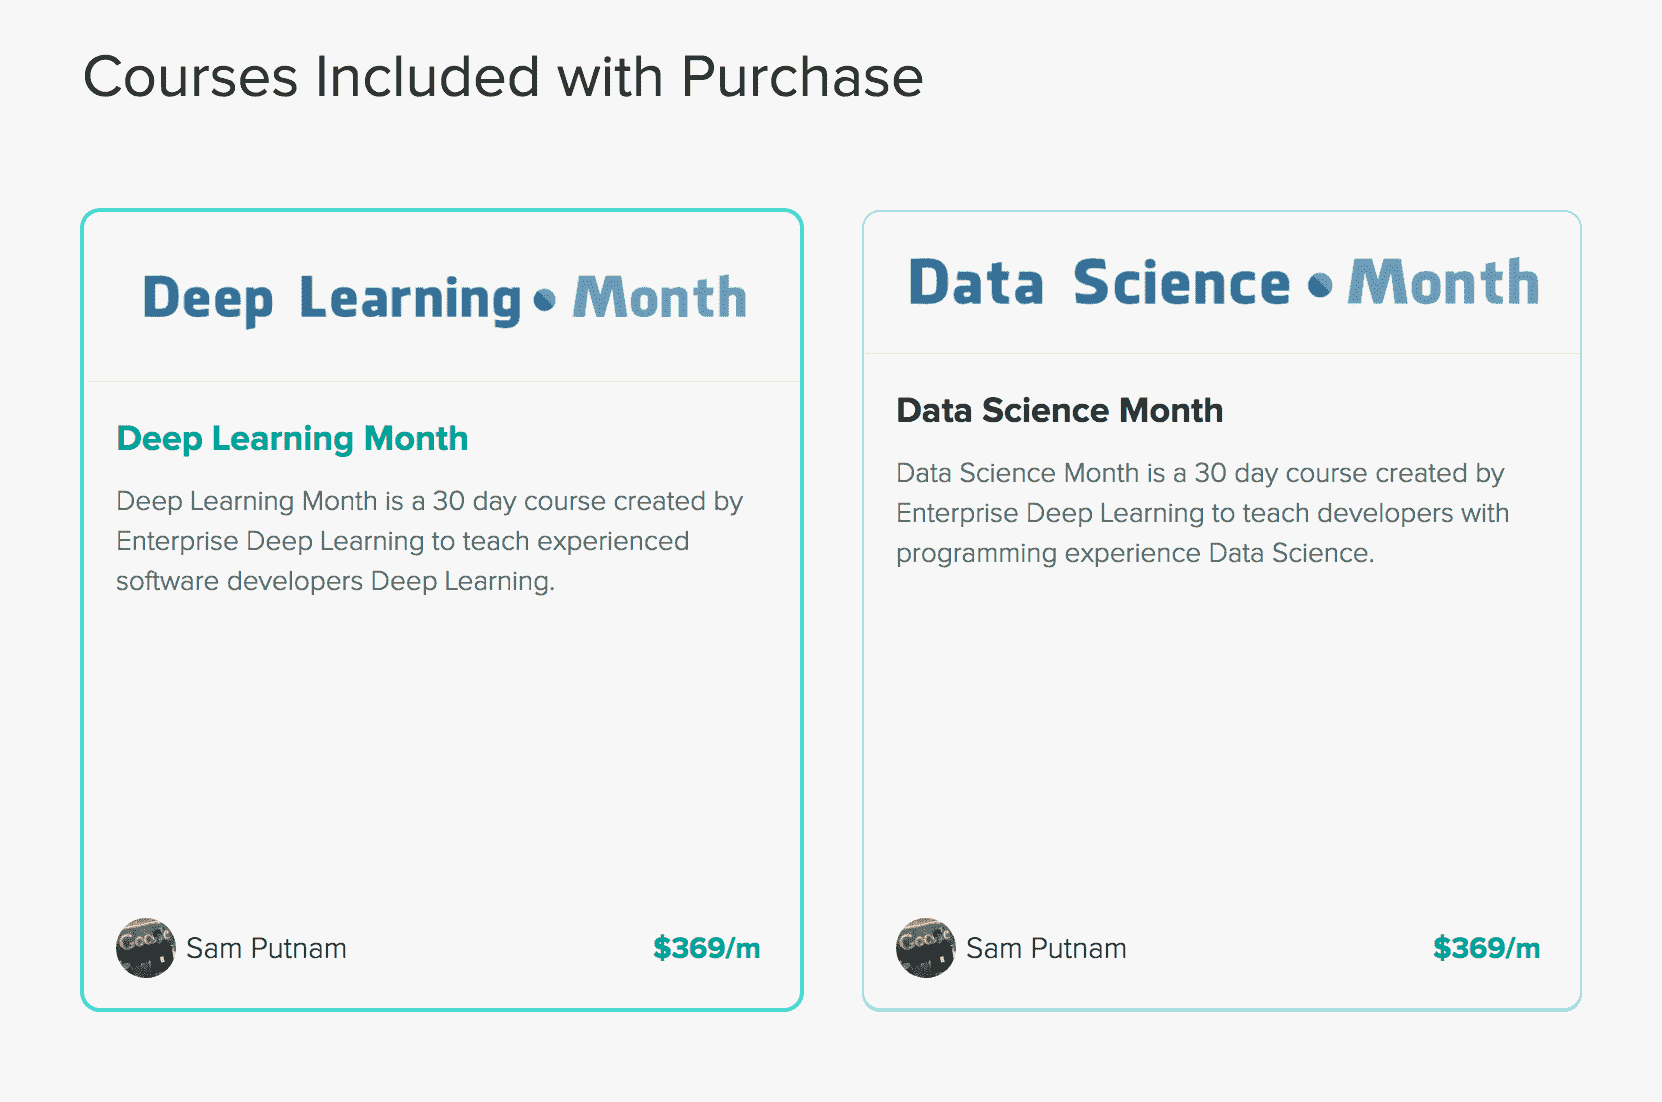 Courses Included with Purchase
Deep Learning Month
Deep Learning Month
Deep Learning Month is a 30 day course created by
Enterprise Deep Learning to teach experienced
software developers Deep Learning.
Google
Sam Putnam
$369/m
Data Science Month
Data Science Month
Data Science Month is a 30 day course created by
Enterprise Deep Learning to teach developers with
programming experience Data Science.
Google
Sam Putnam
$369/m